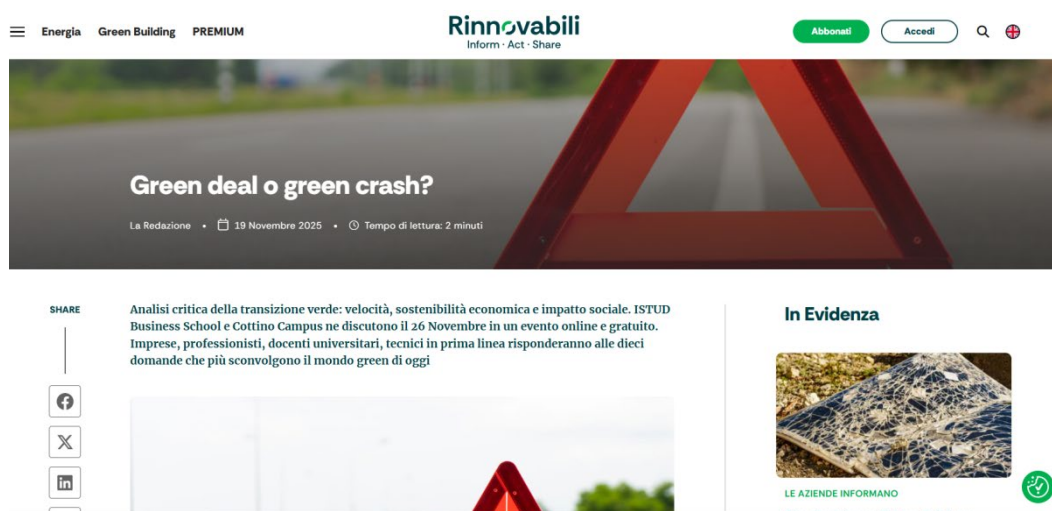 Energia Green Building PREMIUM
Rinnovabili
Inform · Act · Share
Abbonati
Accedi
Green deal o green crash?
La Redazione • 19 Novembre 2025 • Tempo di lettura: 2 minuti
SHARE
Analisi critica della transizione verde: velocità, sostenibilità economica e impatto sociale. ISTUD
Business School e Cottino Campus ne discutono il 26 Novembre in un evento online e gratuito.
Imprese, professionisti, docenti universitari, tecnici in prima linea risponderanno alle dieci
domande che più sconvolgono il mondo green di oggi
In Evidenza
LE AZIENDE INFORMANO